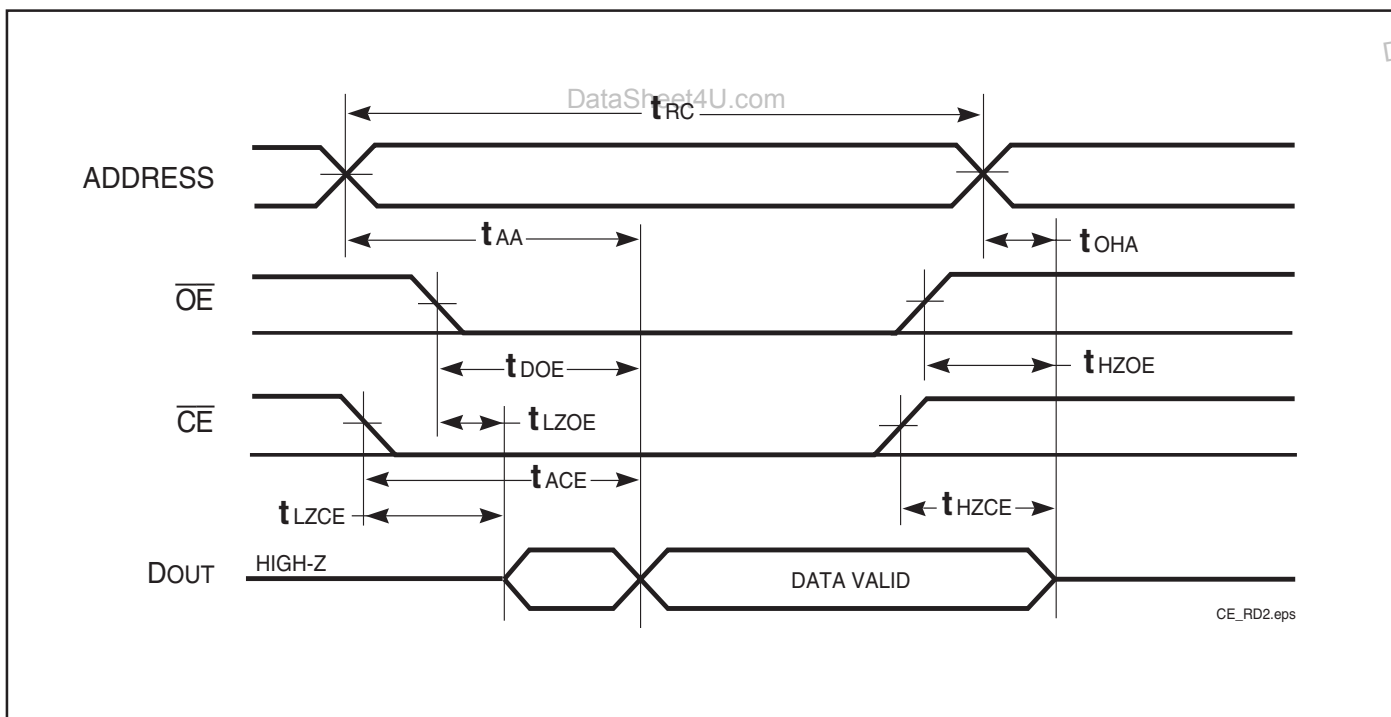 DataSheet4U.com
tRC
ADDRESS
tAA
tOHA
OE
tDOE
tHZOE
CE
tLZOE
tACE
tLZCE
tHZCE
DOUT
HIGH-Z
DATA VALID
CE_RD2.eps